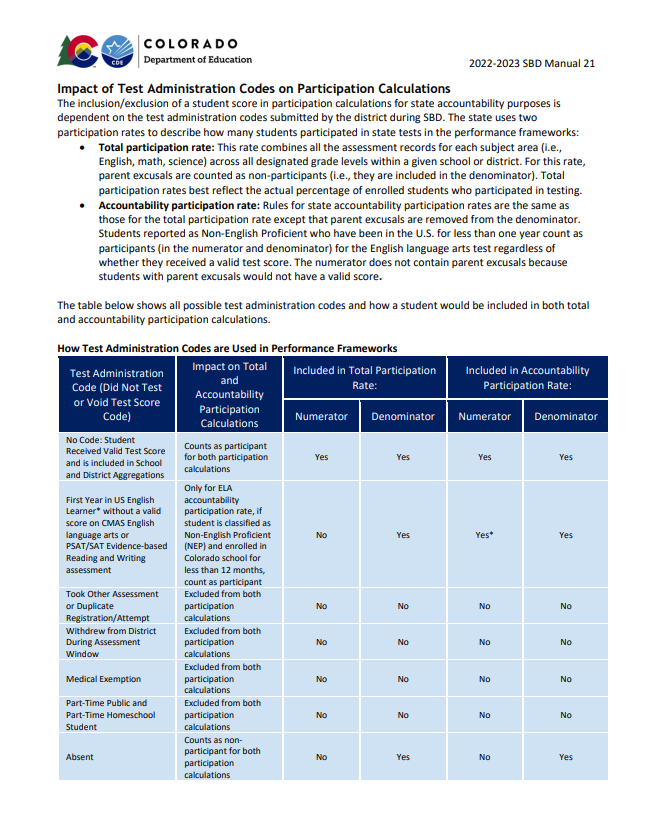 COLORADO
Department of Education
CDE
2022-2023 SBD Manual 21
Impact of Test Administration Codes on Participation Calculations
The inclusion/exclusion of a student score in participation calculations for state accountability purposes is
dependent on the test administration codes submitted by the district during SBD. The state uses two
participation rates to describe how many students participated in state tests in the performance frameworks:
• Total participation rate: This rate combines all the assessment records for each subject area (i.e.,
English, math, science) across all designated grade levels within a given school or district. For this rate,
parent excusals are counted as non-participants (i.e., they are included in the denominator). Total
participation rates best reflect the actual percentage of enrolled students who participated in testing.
• Accountability participation rate: Rules for state accountability participation rates are the same as
those for the total participation rate except that parent excusals are removed from the denominator.
Students reported as Non-English Proficient who have been in the U.S. for less than one year count as
participants (in the numerator and denominator) for the English language arts test regardless of
whether they received a valid test score. The numerator does not contain parent excusals because
students with parent excusals would not have a valid score.
The table below shows all possible test administration codes and how a student would be included in both total
and accountability participation calculations.
How Test Administration Codes are Used in Performance Frameworks
Test Administration
Code (Did Not Test
or Void Test Score
Code)
Impact on Total
and
Accountability
Participation
Calculations
Included in Total Participation
Rate:
Included in Accountability
Participation Rate:
Numerator
Denominator
Numerator
Denominator
No Code: Student
Received Valid Test Score
and is included in School
and District Aggregations
Counts as participant
for both participation
calculations
Yes
Yes
Yes
Yes
First Year in US English
Learner* without a valid
score on CMAS English
language arts or
PSAT/SAT Evidence-based
Reading and Writing
assessment
Only for ELA
accountability
participation rate, if
student is classified as
Non-English Proficient
(NEP) and enrolled in
Colorado school for
less than 12 months,
count as participant
No
Yes
Yes*
Yes
Took Other Assessment
or Duplicate
Registration/Attempt
Excluded from both
participation
calculations
No
No
No
No
Withdrew from District
During Assessment
Window
Excluded from both
participation
calculations
No
No
No
No
Medical Exemption
Excluded from both
participation
calculations
No
No
No
No
Part-Time Public and
Part-Time Homeschool
Student
Excluded from both
participation
calculations
No
No
No
No
Absent
Counts as non-
participant for both
participation
calculations
No
Yes
No
Yes